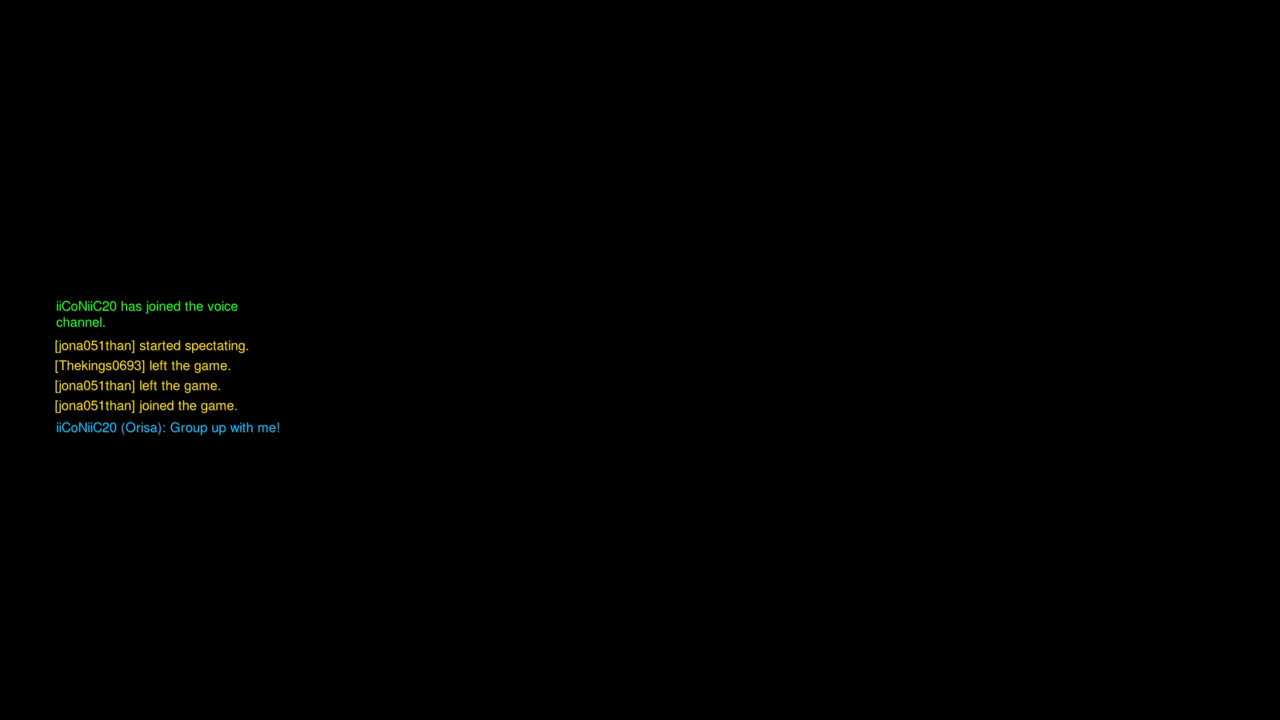 iiCoNiiC20 has joined the voice
channel.
[jona051than] started spectating.
[Thekings0693] left the game.
[jona051than] left the game.
[jona051than] joined the game.
iiCoNiiC20 (Orisa): Group up with me!